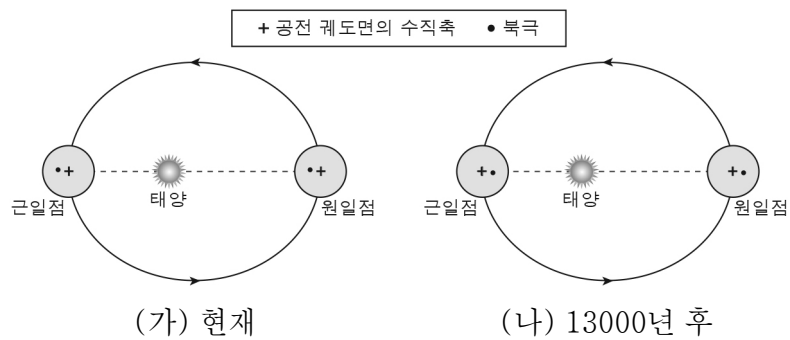 + 공전 궤도면의 수직축 • 북극
근일점 태양 원일점
근일점 태양 원일점
(가) 현재
(나) 13000년 후